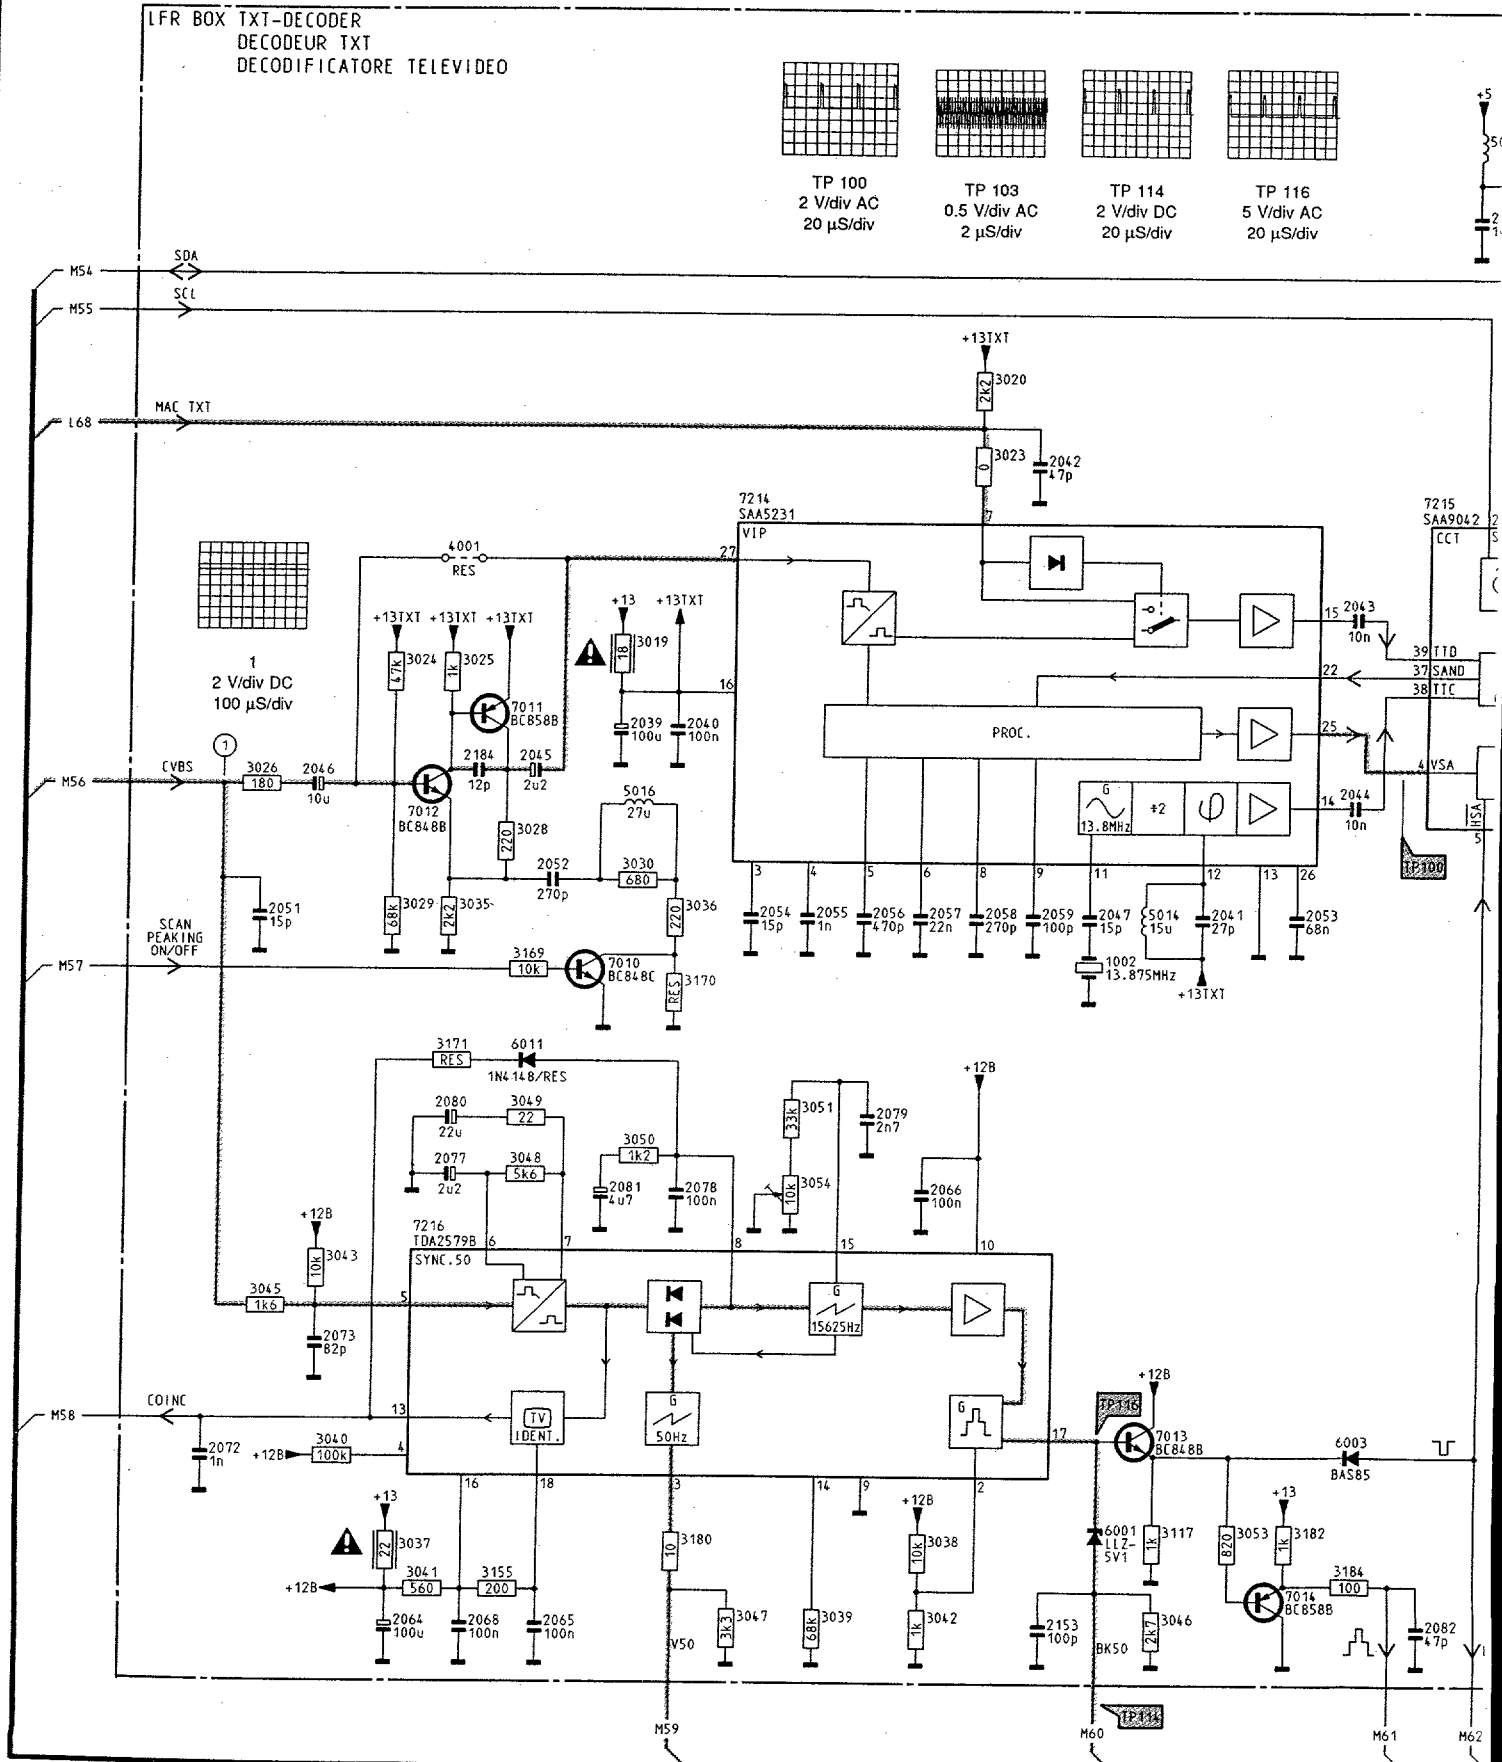 LFR BOX TXT-DECODER
DECODEUR TXT
DECODIFICATORE TELEVIDEO
TP 100
2 V/div AC
20 µS/div
TP 103
0.5 V/div AC
2 µS/div
TP 114
2 V/div DC
20 µS/div
TP 116
5 V/div AC
20 µS/div
+5
M54
SDA
M55
SCL
+13TXT
3020
2k2
L68
MAC TXT
3023
0
2042
47p
7214
SAA5231
VIP
7
7215
SAA9042
CCT
4001
RES
27
+13TXT
+13TXT
+13TXT
+13
+13TXT
3024
47k
3025
1k
3019
18
15
2043
10n
1
2 V/div DC
100 µS/div
7011
BC858B
16
22
39
TTD
37
SAND
38
TTC
2039
100u
2040
100n
PROC.
25
1
M56
CVBS
3026
180
2046
10u
2184
12p
2045
2u2
4
VSA
7012
BC848B
5016
27u
G
13.8MHz
÷2
φ
14
2044
10n
HSA
5
3028
220
2052
270p
3030
680
3
4
5
6
8
9
11
12
13
26
TP100
2051
15p
3029
68k
3035
2k2
3036
220
2054
15p
2055
1n
2056
470p
2057
22n
2058
270p
2059
100p
2047
15p
5014
15u
2041
27p
2053
68n
SCAN
PEAKING
ON/OFF
M57
3169
10k
7010
BC848C
3170
RES
1002
13.875MHz
+13TXT
3171
RES
6011
1N4148/RES
+12B
2080
22u
3049
22
3051
33k
2079
2n7
2077
2u2
3048
5k6
3050
1k2
2081
4u7
2078
100n
3054
10k
2066
100n
+12B
3043
10k
7216
TDA2579B
SYNC.50
6
7
8
15
10
3045
1k6
5
G
15625Hz
2073
82p
M58
COINC
13
TV
IDENT.
G
50Hz
G
17
TP116
+12B
7013
BC848B
6003
BAS85
2072
1n
+12B
3040
100k
4
16
18
3
14
9
2
+13
3037
22
3180
10
+12B
3038
10k
6001
LLZ-
5V1
3117
1k
3053
820
+13
3182
1k
+12B
3041
560
3155
200
3184
100
7014
BC858B
2064
100u
2068
100n
2065
100n
V50
3047
3k3
3039
68k
3042
1k
2153
100p
BK50
3046
2k7
2082
47p
TP114
M59
M60
M61
M62